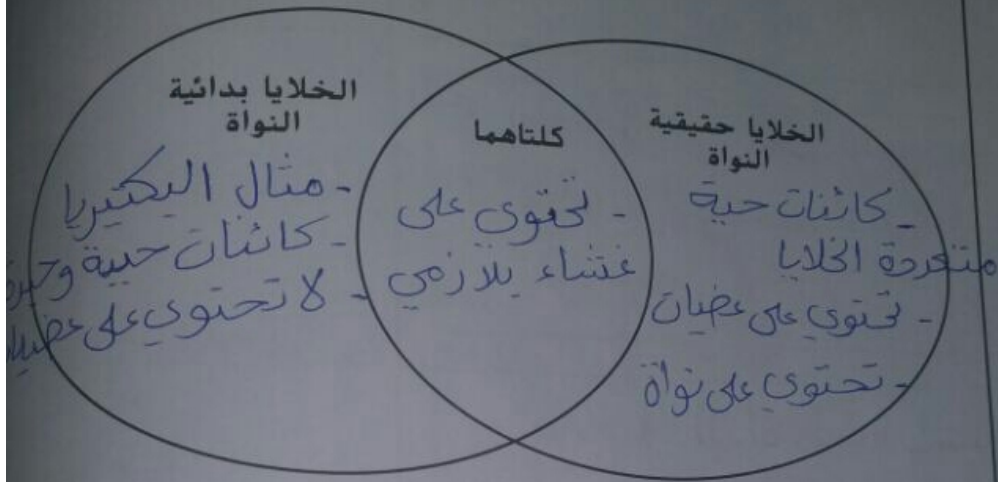 الخلايا حقيقية
النواة
- كائنات حية
متعددة الخلايا
- تحتوي على عضيات
- تحتوي على نواة
كلتاهما
- تحتوي على
غشاء بلازمي
الخلايا بدائية
النواة
- مثال البكتيريا
- كائنات حية
- لا تحتوي على